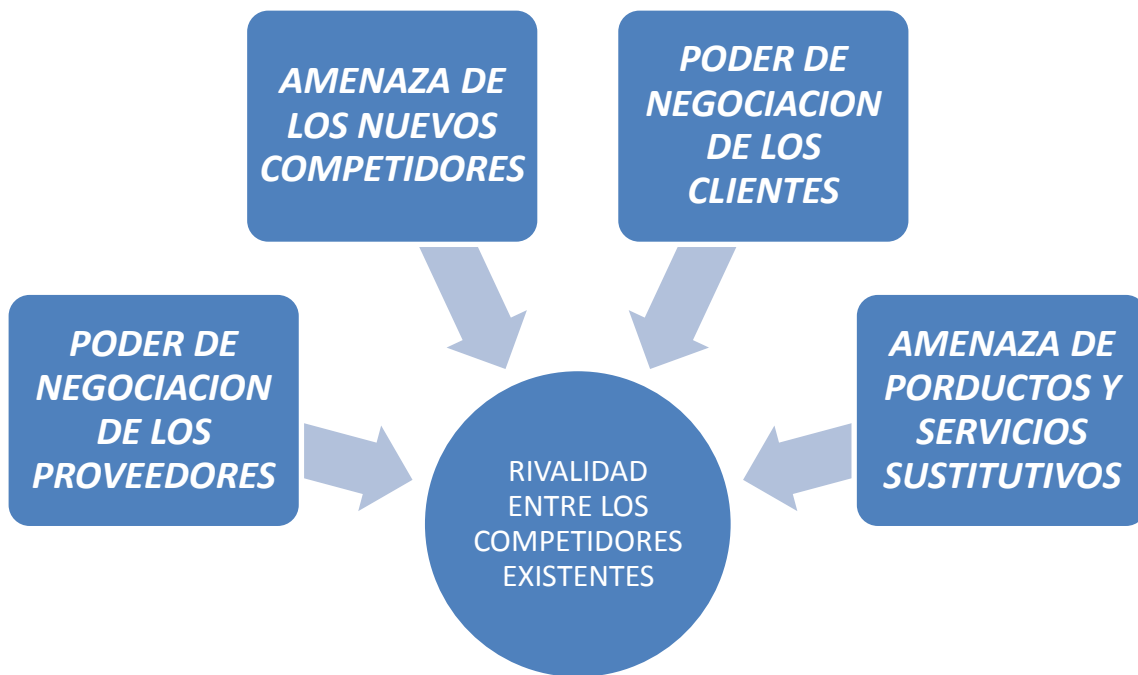 AMENAZA DE
LOS NUEVOS
COMPETIDORES
PODER DE
NEGOCIACION
DE LOS
CLIENTES
PODER DE
NEGOCIACION
DE LOS
PROVEEDORES
AMENAZA DE
PORDUCTOS Y
SERVICIOS
SUSTITUTIVOS
RIVALIDAD
ENTRE LOS
COMPETIDORES
EXISTENTES